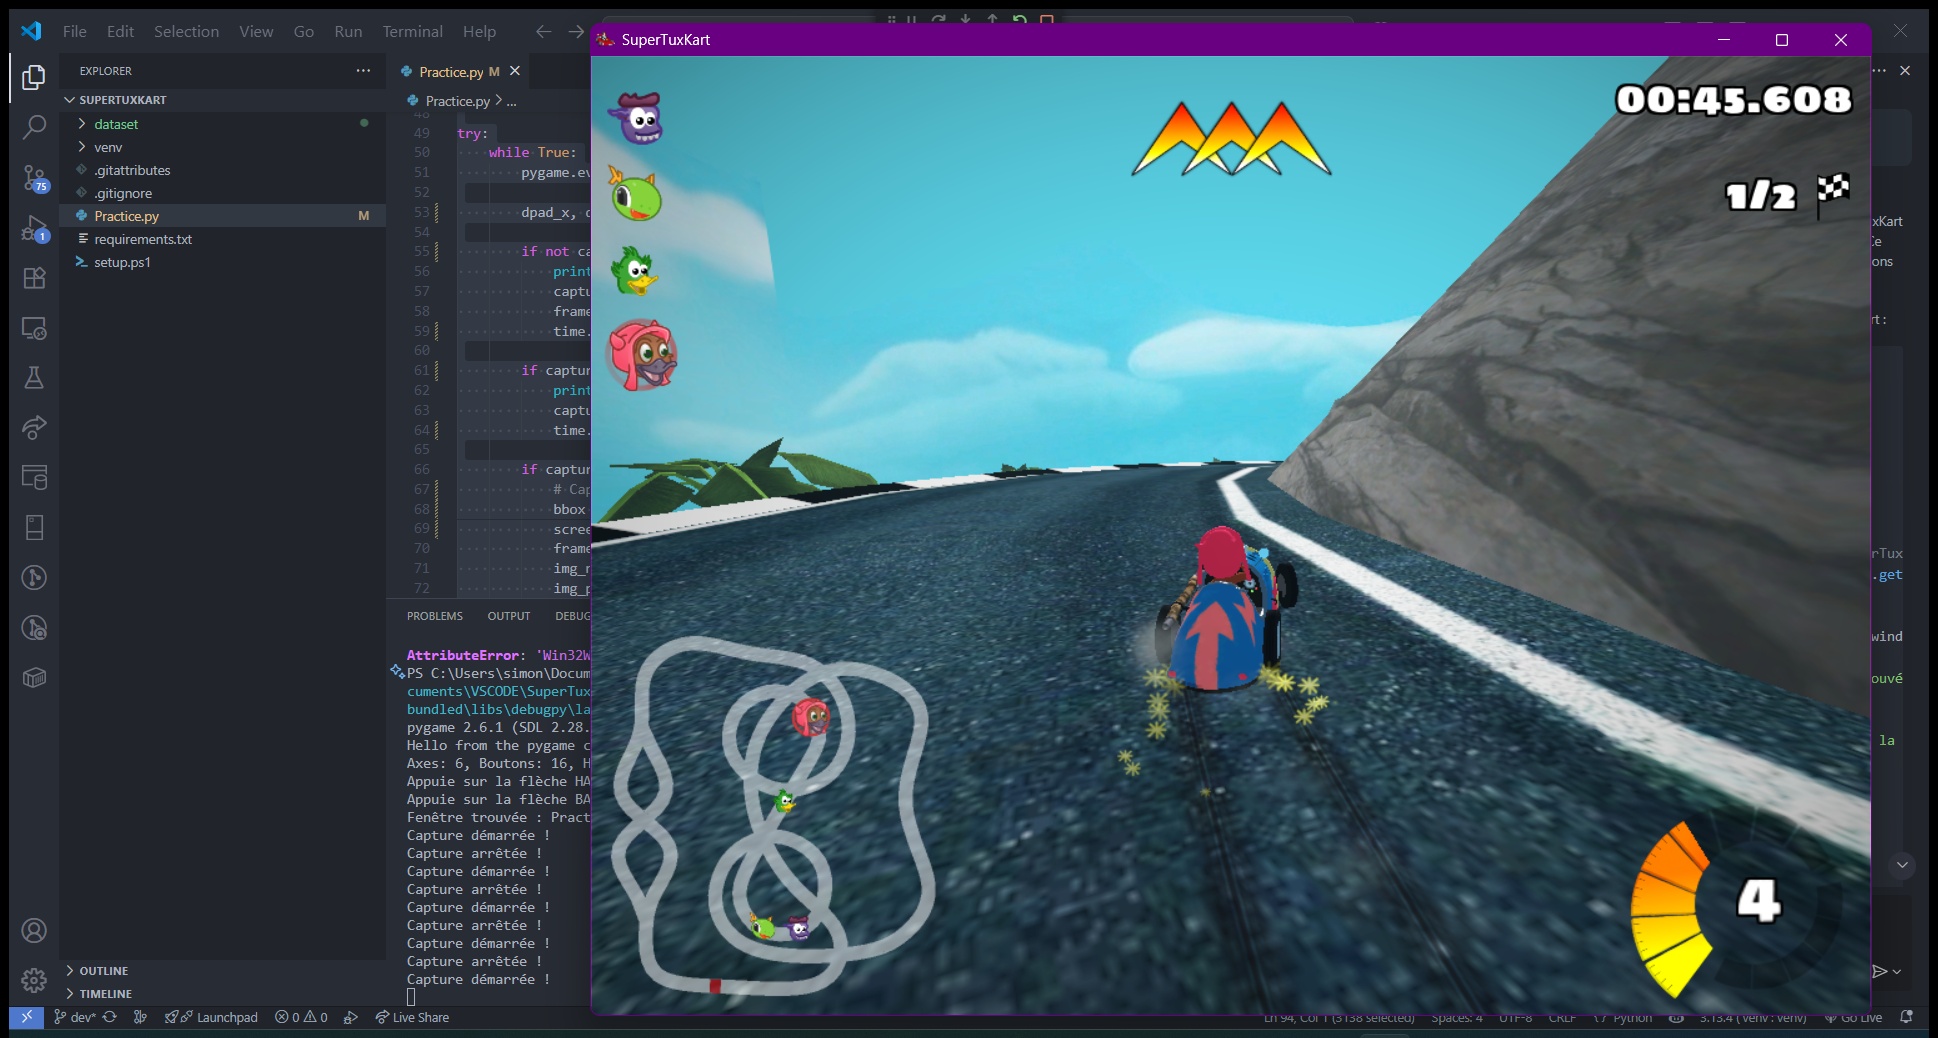 File Edit Selection View Go Run Terminal Help
EXPLORER
SUPERTUXKART
dataset
venv
.gitattributes
.gitignore
Practice.py M
requirements.txt
setup.ps1
OUTLINE
TIMELINE
75
1
Practice.py M
Practice.py > ...
48
49 try:
50 while True:
51 pygame.ev
52
53 dpad_x, d
54
55 if not ca
56 print
57 captu
58 frame
59 time.
60
61 if captur
62 print
63 captu
64 time.
65
66 if captur
67 # Cap
68 bbox
69 scree
70 frame
71 img_r
72 img_p
PROBLEMS OUTPUT DEBUG
AttributeError: 'Win32W
PS C:\Users\simon\Docum
cuments\VSCODE\SuperTux
bundled\libs\debugpy\la
pygame 2.6.1 (SDL 2.28.
Hello from the pygame c
Axes: 6, Boutons: 16, H
Appuie sur la flèche HA
Appuie sur la flèche BA
Fenêtre trouvée : Pract
Capture démarrée !
Capture arrêtée !
Capture démarrée !
Capture arrêtée !
Capture démarrée !
Capture arrêtée !
Capture démarrée !
Capture arrêtée !
Capture démarrée !
SuperTuxKart
00:45.608
1/2
4
xKart
ions
rt:
rTux
.get
wind
ouvé
la
dev* Launchpad 0 0 Live Share
Ln 94, Col 1 (3138 selected) Spaces: 4 UTF-8 CRLF Python 3.13.4 ('venv': venv) Go Live